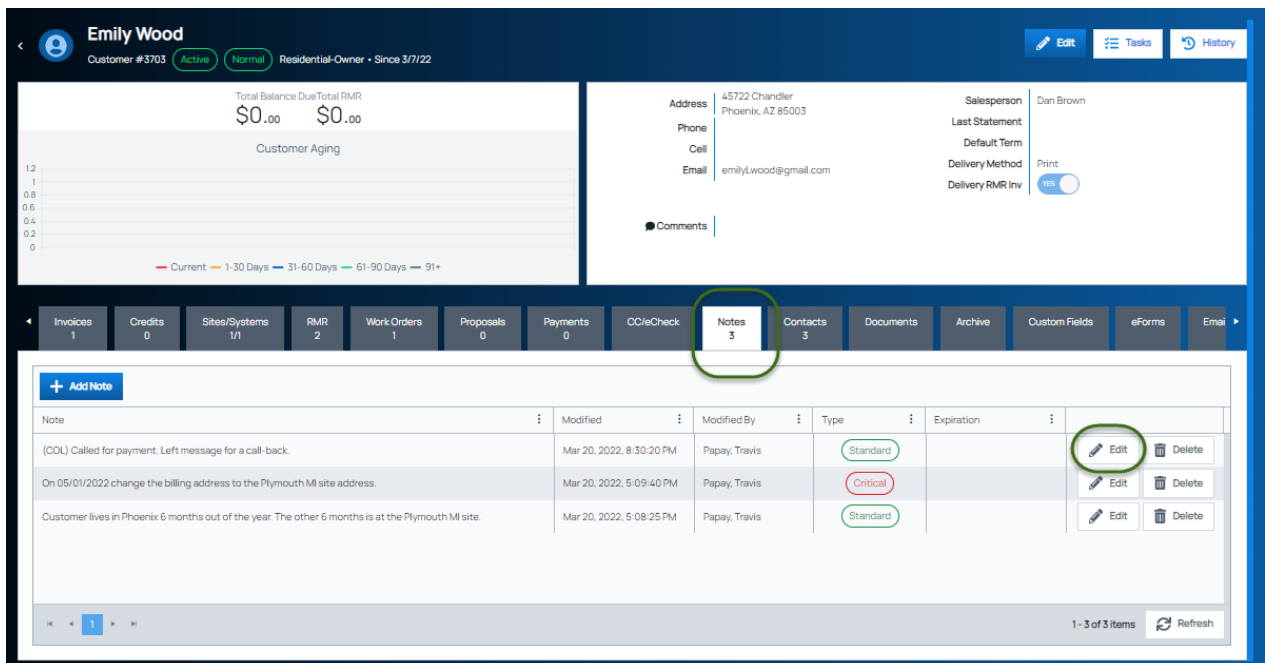 Emily Wood
Customer #3703 Active Normal Residential-Owner • Since 3/7/22
Edit Tasks History
Total Balance Due Total RMR
$0.00 $0.00
Customer Aging
1.2
1
0.8
0.6
0.4
0.2
0
Current 1-30 Days 31-60 Days 61-90 Days 91+
Address 45722 Chandler
Phoenix, AZ 85003
Phone
Cell
Email emilyLwood@gmail.com
Comments
Salesperson Dan Brown
Last Statement
Default Term
Delivery Method Print
Delivery RMR Inv YES
Invoices 1
Credits 0
Sites/Systems 1/1
RMR 2
Work Orders 1
Proposals 0
Payments 0
CC/eCheck
Notes 3
Contacts 3
Documents
Archive
Custom Fields
eForms
Emai
+ Add Note
Note Modified Modified By Type Expiration
(COL) Called for payment. Left message for a call-back. Mar 20, 2022, 8:30:20 PM Papay, Travis Standard Edit Delete
On 05/01/2022 change the billing address to the Plymouth MI site address. Mar 20, 2022, 5:09:40 PM Papay, Travis Critical Edit Delete
Customer lives in Phoenix 6 months out of the year. The other 6 months is at the Plymouth MI site. Mar 20, 2022, 5:08:25 PM Papay, Travis Standard Edit Delete
1 1 - 3 of 3 items Refresh